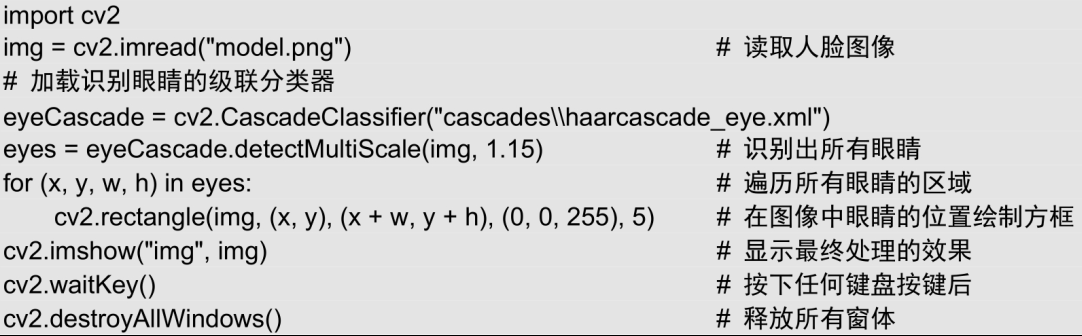 import cv2
img = cv2.imread("model.png") # 读取人脸图像
# 加载识别眼睛的级联分类器
eyeCascade = cv2.CascadeClassifier("cascades\\haarcascade_eye.xml")
eyes = eyeCascade.detectMultiScale(img, 1.15) # 识别出所有眼睛
for (x, y, w, h) in eyes: # 遍历所有眼睛的区域
    cv2.rectangle(img, (x, y), (x + w, y + h), (0, 0, 255), 5) # 在图像中眼睛的位置绘制方框
cv2.imshow("img", img) # 显示最终处理的效果
cv2.waitKey() # 按下任何键盘按键后
cv2.destroyAllWindows() # 释放所有窗体